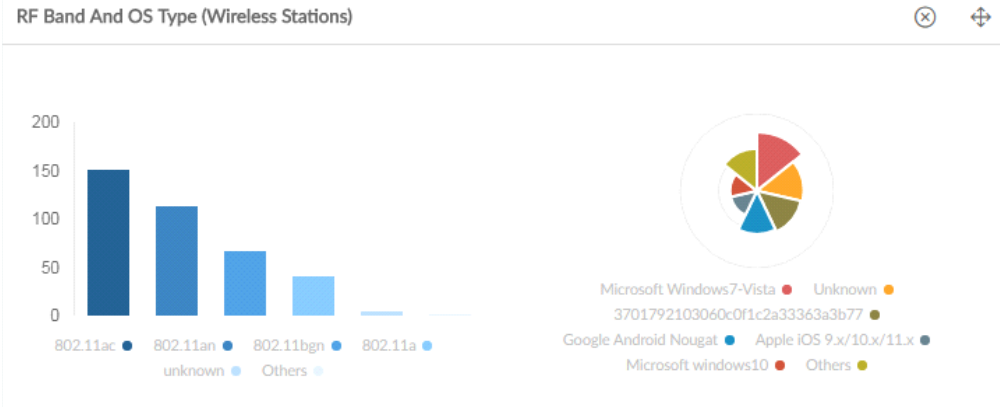 RF Band And OS Type (Wireless Stations)
200
150
100
50
0
802.11ac 802.11an 802.11bgn 802.11a
unknown Others
Microsoft Windows7-Vista Unknown
3701792103060c0f1c2a33363a3b77
Google Android Nougat Apple iOS 9.x/10.x/11.x
Microsoft windows10 Others